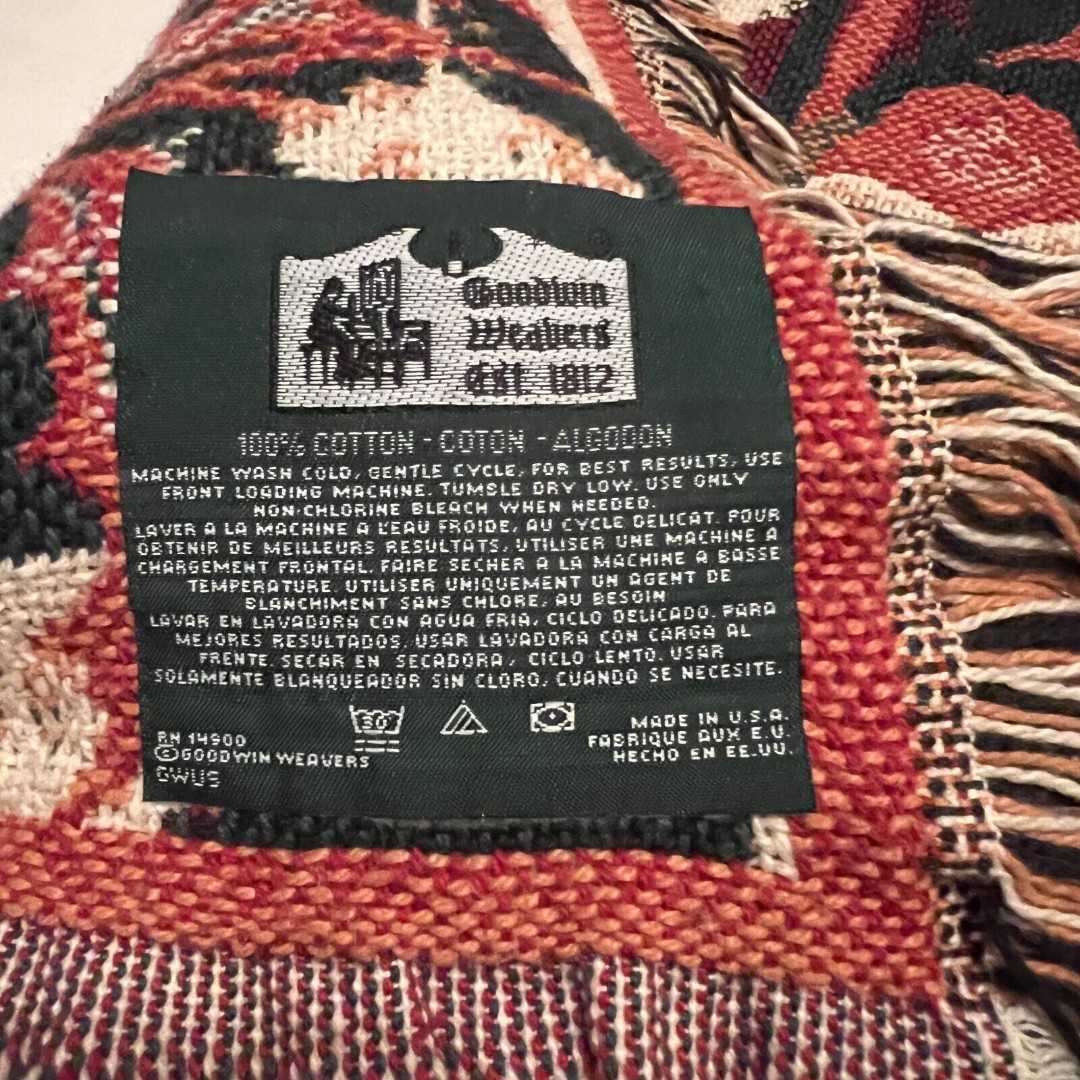 Goodwin
Weavers
Est 1812
100% COTTON - COTON - ALGODON
MACHINE WASH COLD, GENTLE CYCLE, FOR BEST RESULTS, USE
FRONT LOADING MACHINE. TUMBLE DRY LOW. USE ONLY
NON-CHLORINE BLEACH WHEN NEEDED.
LAVER A LA MACHINE A L'EAU FROIDE, AU CYCLE DELICAT. POUR
OBTENIR DE MEILLEURS RESULTATS, UTILISER UNE MACHINE A
CHARGEMENT FRONTAL. FAIRE SECHER A LA MACHINE A BASSE
TEMPERATURE. UTILISER UNIQUEMENT UN AGENT DE
BLANCHIMENT SANS CHLORE, AU BESOIN
LAVAR EN LAVADORA CON AGUA FRIA, CICLO DELICADO. PARA
MEJORES RESULTADOS, USAR LAVADORA CON CARGA AL
FRENTE. SECAR EN SECADORA, CICLO LENTO. USAR
SOLAMENTE BLANQUEADOR SIN CLORO, CUANDO SE NECESITE.
RN 14900
©GOODWIN WEAVERS
GWUS
MADE IN U.S.A.
FABRIQUE AUX E.U.
HECHO EN EE.UU.